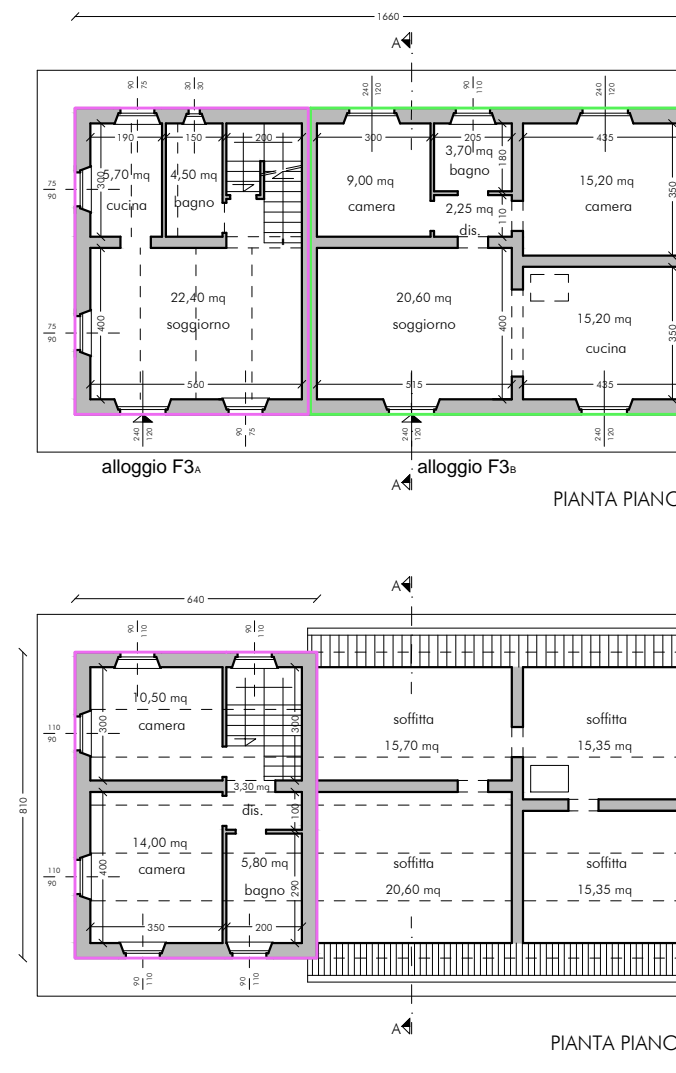 1660
A
90
75
30
30
240
120
90
110
240
120
190
150
200
300
205
435
300
5,70 mq
cucina
4,50 mq
bagno
9,00 mq
camera
3,70 mq
bagno
180
2,25 mq
dis.
110
15,20 mq
camera
350
75
90
22,40 mq
soggiorno
400
20,60 mq
soggiorno
400
15,20 mq
cucina
350
75
90
560
515
435
240
120
90
75
240
120
240
120
alloggio F3A
alloggio F3B
A
PIANTA PIANO
A
640
90
110
90
110
10,50 mq
camera
300
300
soffitta
15,70 mq
soffitta
15,35 mq
110
90
3,30 mq
dis.
100
810
14,00 mq
camera
400
5,80 mq
bagno
290
soffitta
20,60 mq
soffitta
15,35 mq
110
90
350
200
90
110
90
110
A
PIANTA PIANO